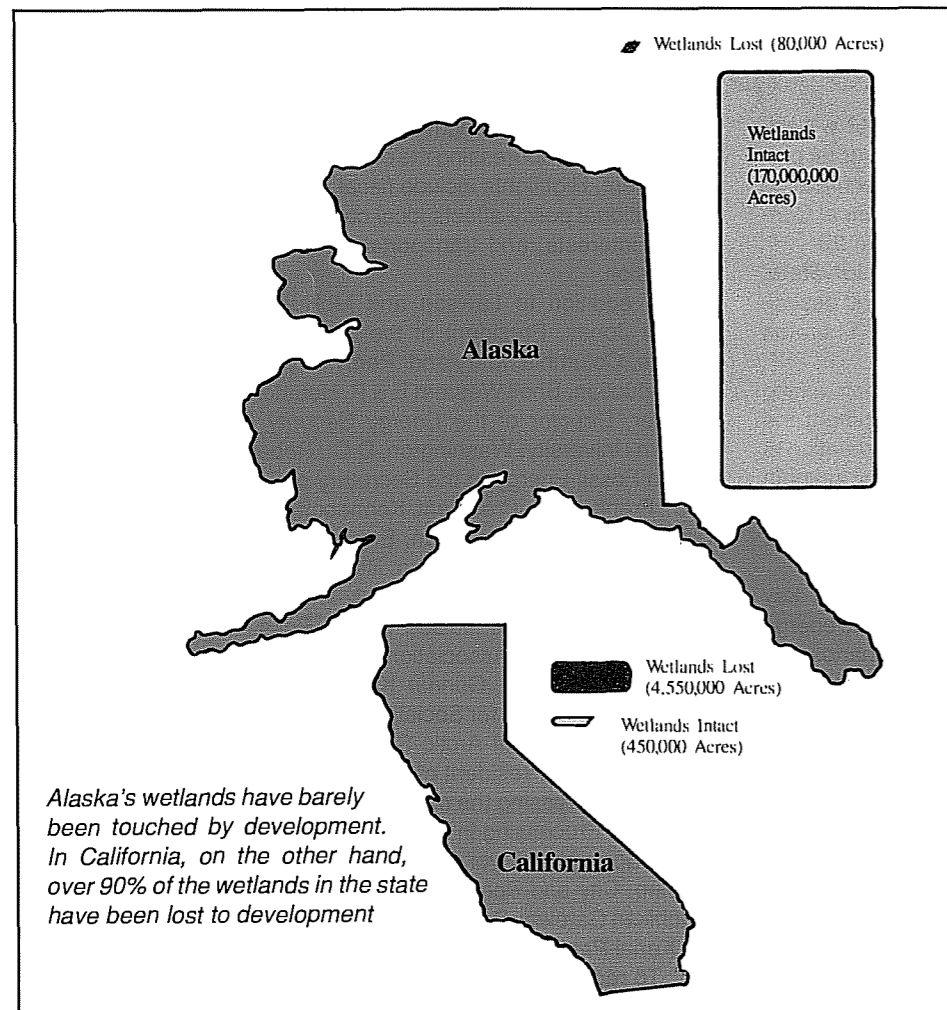 Wetlands Lost (80,000 Acres)
Wetlands
Intact
(170,000,000
Acres)
Alaska
Wetlands Lost
(4,550,000 Acres)
Wetlands Intact
(450,000 Acres)
Alaska's wetlands have barely
been touched by development.
In California, on the other hand,
over 90% of the wetlands in the state
have been lost to development
California